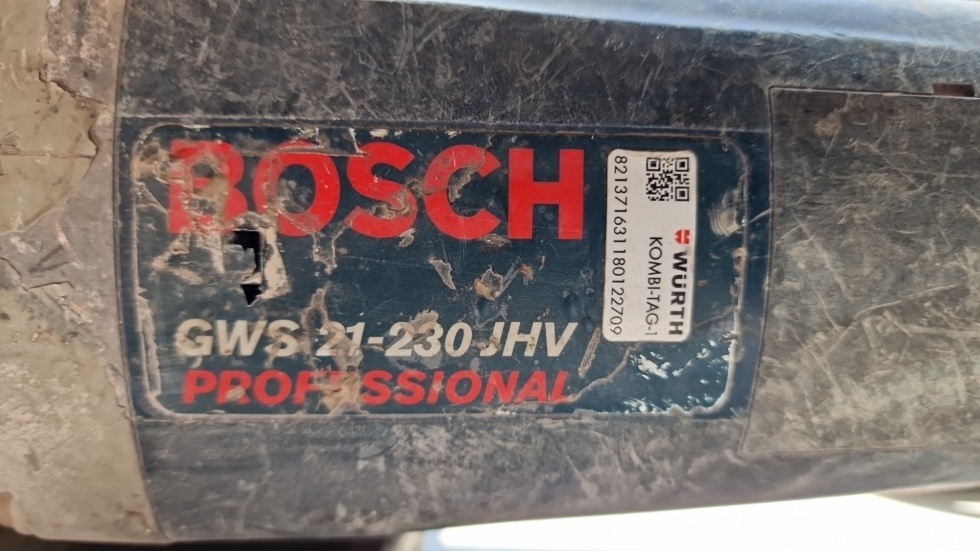 BOSCH
GWS 21-230 JHV
PROFESSIONAL
WÜRTH
KOMBI-TAG-1
821371631180122709